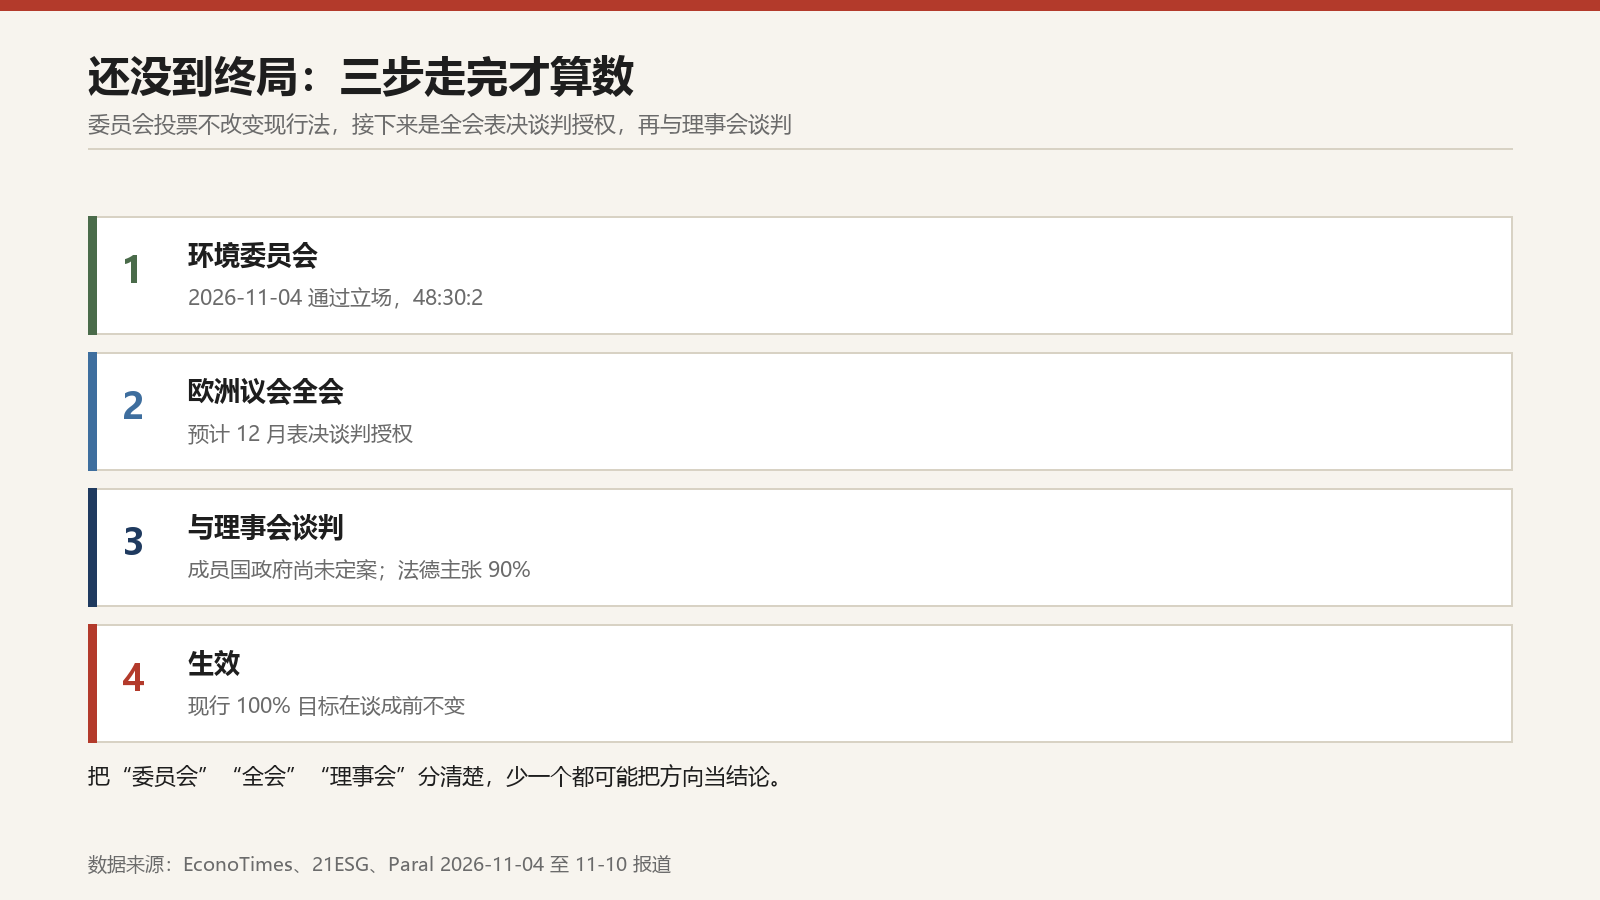 还没到终局：三步走完才算数
委员会投票不改变现行法，接下来是全会表决谈判授权，再与理事会谈判
1
环境委员会
2026-11-04 通过立场，48:30:2
2
欧洲议会全会
预计 12 月表决谈判授权
3
与理事会谈判
成员国政府尚未定案；法德主张 90%
4
生效
现行 100% 目标在谈成前不变
把“委员会”“全会”“理事会”分清楚，少一个都可能把方向当结论。
数据来源：EconoTimes、21ESG、Paral 2026-11-04 至 11-10 报道